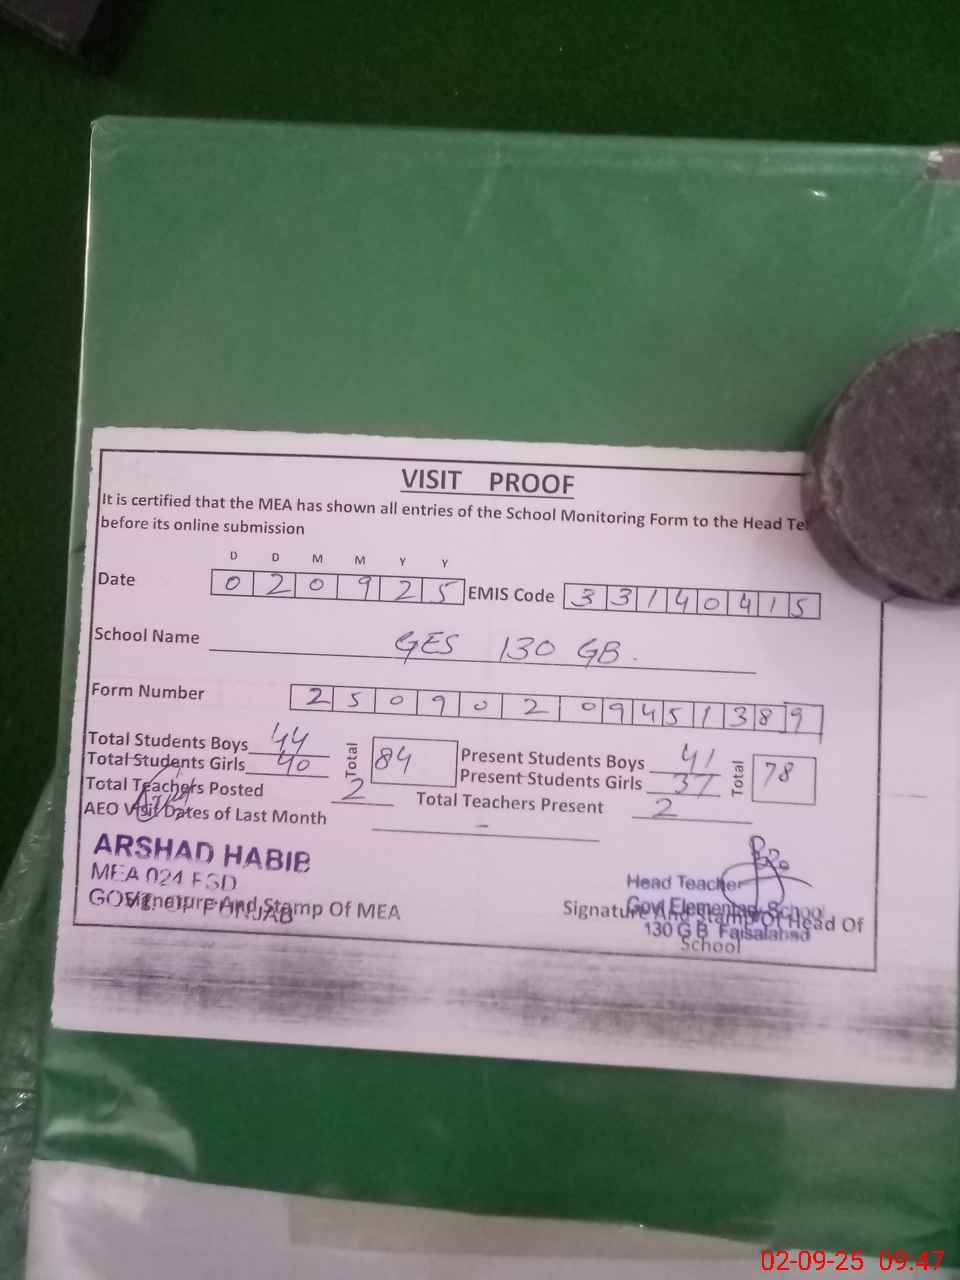 VISIT PROOF
It is certified that the MEA has shown all entries of the School Monitoring Form to the Head Te
before its online submission
D D M M Y Y
Date 0 2 0 9 2 5 EMIS Code 3 3 1 4 0 4 1 5
School Name GES 130 GB.
Form Number 2 5 0 9 0 2 0 9 4 5 1 3 8 9
Total Students Boys 44 Total 84 Present Students Boys 41 Total 78
Total Students Girls 40 Present Students Girls 37
Total Teachers Posted 2 Total Teachers Present 2
AEO Visit Dates of Last Month -
ARSHAD HABIB
MEA 024 FSD
GOVT. OF PUNJAB
Signature And Stamp Of MEA
Head Teacher
Govt Elementary School
130 G B Faisalabad
Signature And Stamp Of Head Of
School
02-09-25 09:47